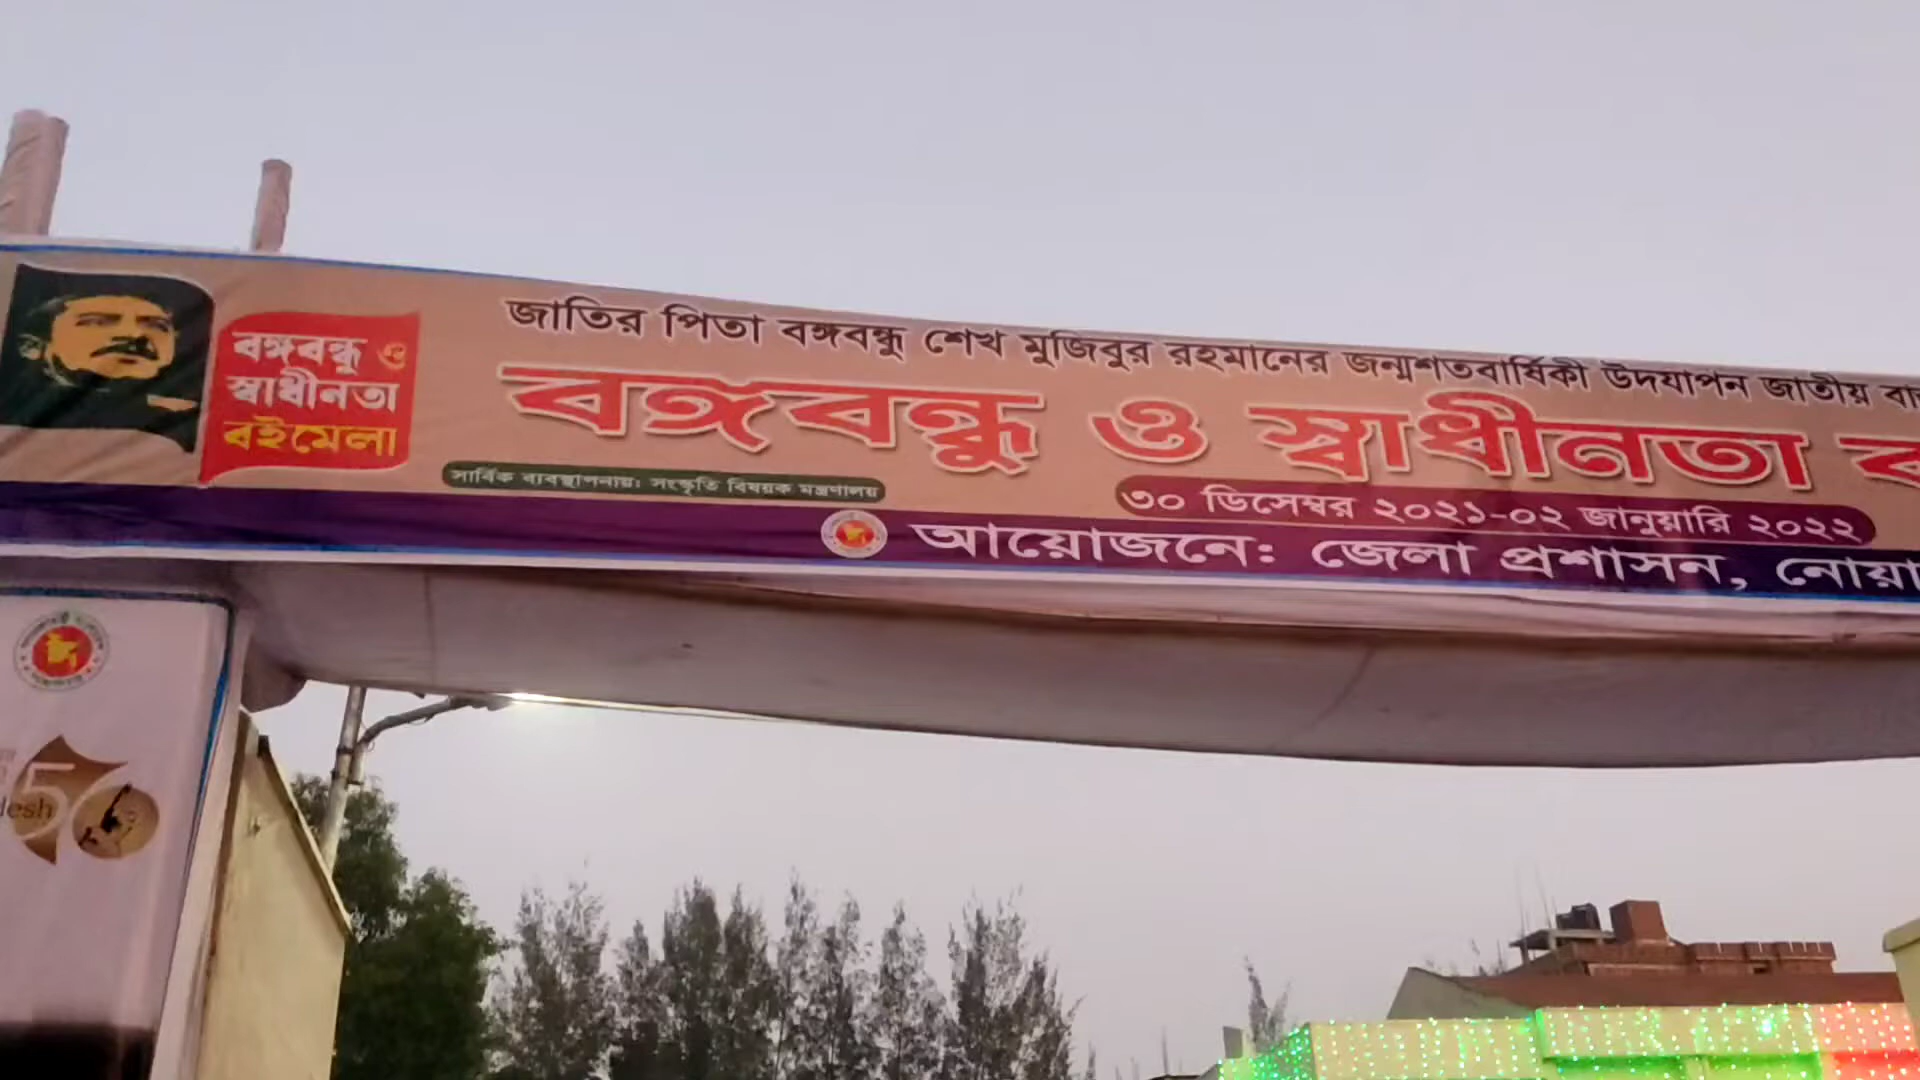 বঙ্গবন্ধু ও
স্বাধীনতা
বইমেলা
জাতির পিতা বঙ্গবন্ধু শেখ মুজিবুর রহমানের জন্মশতবার্ষিকী উদযাপন জাতীয়
বঙ্গবন্ধু ও স্বাধীনতা
সার্বিক ব্যবস্থাপনায়: সংস্কৃতি বিষয়ক মন্ত্রণালয়
৩০ ডিসেম্বর ২০২১-০২ জানুয়ারি ২০২২
আয়োজনে: জেলা প্রশাসন,
50